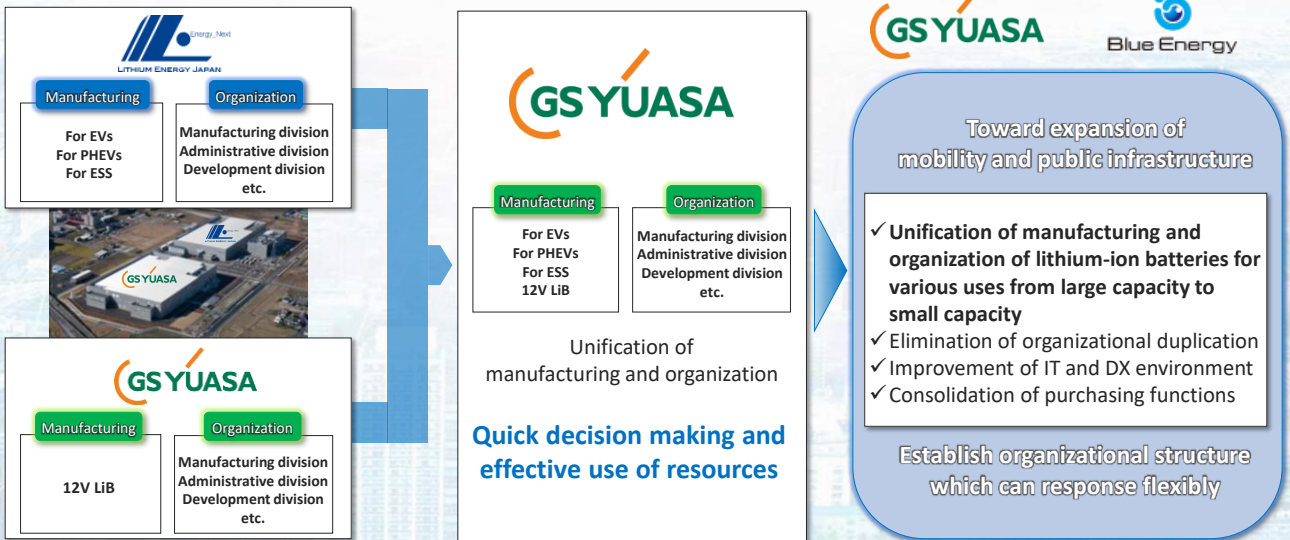 Energy_Next
LITHIUM ENERGY JAPAN
Manufacturing
For EVs
For PHEVs
For ESS
Organization
Manufacturing division
Administrative division
Development division
etc.
GS YUASA
GS YUASA
Manufacturing
12V LiB
Organization
Manufacturing division
Administrative division
Development division
etc.
GS YUASA
Manufacturing
For EVs
For PHEVs
For ESS
12V LiB
Organization
Manufacturing division
Administrative division
Development division
etc.
Unification of
manufacturing and organization
Quick decision making and
effective use of resources
GS YUASA
Blue Energy
Toward expansion of
mobility and public infrastructure
✓Unification of manufacturing and
organization of lithium-ion batteries for
various uses from large capacity to
small capacity
✓Elimination of organizational duplication
✓Improvement of IT and DX environment
✓Consolidation of purchasing functions
Establish organizational structure
which can response flexibly